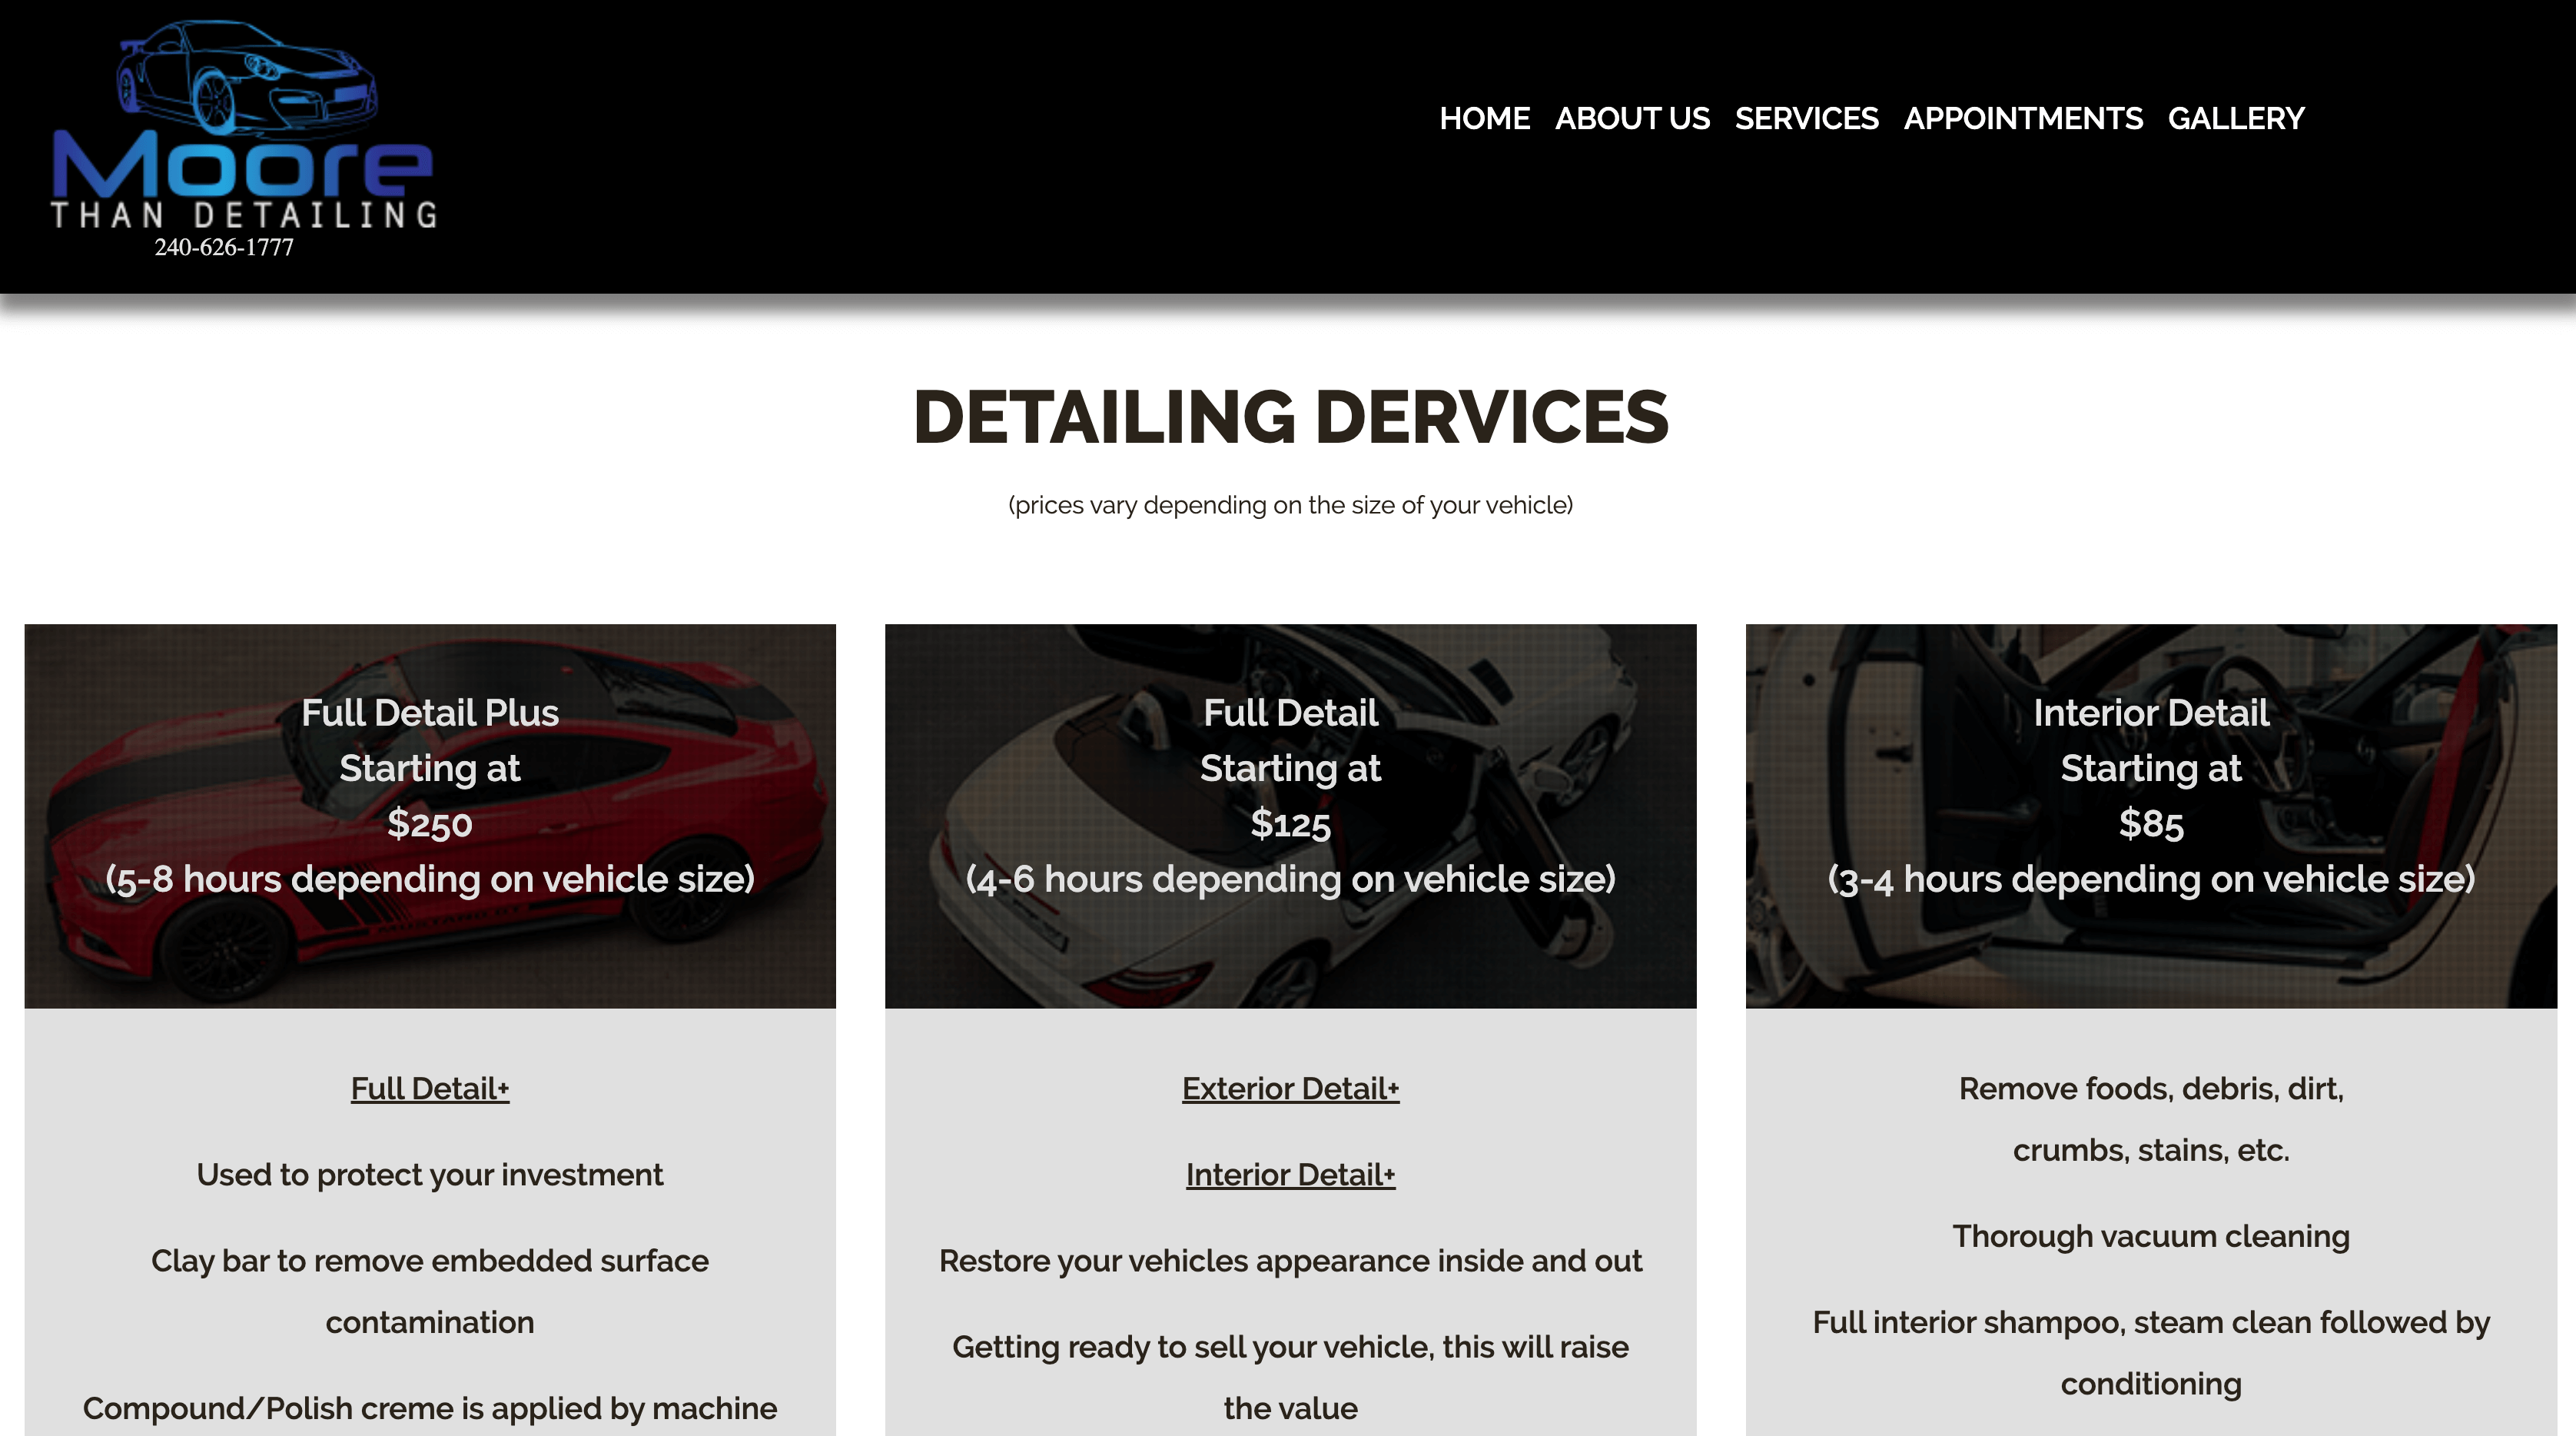 Moore
THAN DETAILING
240-626-1777
HOME ABOUT US SERVICES APPOINTMENTS GALLERY
DETAILING DERVICES
(prices vary depending on the size of your vehicle)
Full Detail Plus
Starting at
$250
(5-8 hours depending on vehicle size)
MUSTANG GT
Full Detail+
Used to protect your investment
Clay bar to remove embedded surface
contamination
Compound/Polish creme is applied by machine
Full Detail
Starting at
$125
(4-6 hours depending on vehicle size)
Exterior Detail+
Interior Detail+
Restore your vehicles appearance inside and out
Getting ready to sell your vehicle, this will raise
the value
Interior Detail
Starting at
$85
(3-4 hours depending on vehicle size)
Remove foods, debris, dirt,
crumbs, stains, etc.
Thorough vacuum cleaning
Full interior shampoo, steam clean followed by
conditioning